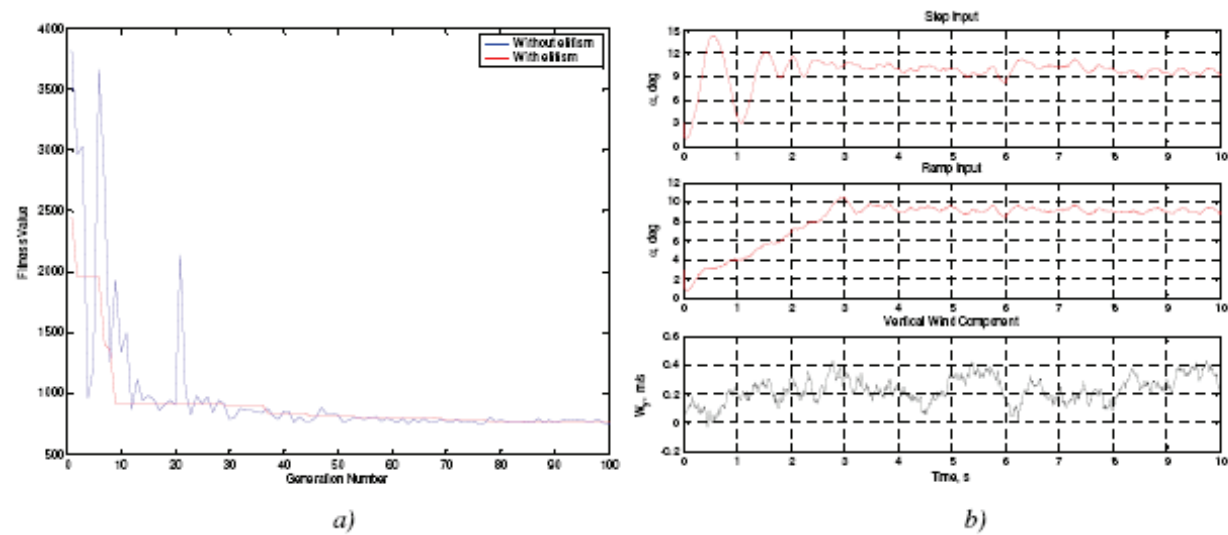 4000
3500
3000
2500
2000
1500
1000
500
Fitness Value
0 10 20 30 40 50 60 70 80 90 100
Generation Number
Without elitism
With elitism
a)
Step Input
15
12
9
6
3
0
α, deg
0 1 2 3 4 5 6 7 8 9 10
Ramp Input
12
10
8
6
4
2
0
α, deg
0 1 2 3 4 5 6 7 8 9 10
Vertical Wind Component
0.6
0.4
0.2
0
-0.2
Wy, m/s
0 1 2 3 4 5 6 7 8 9 10
Time, s
b)